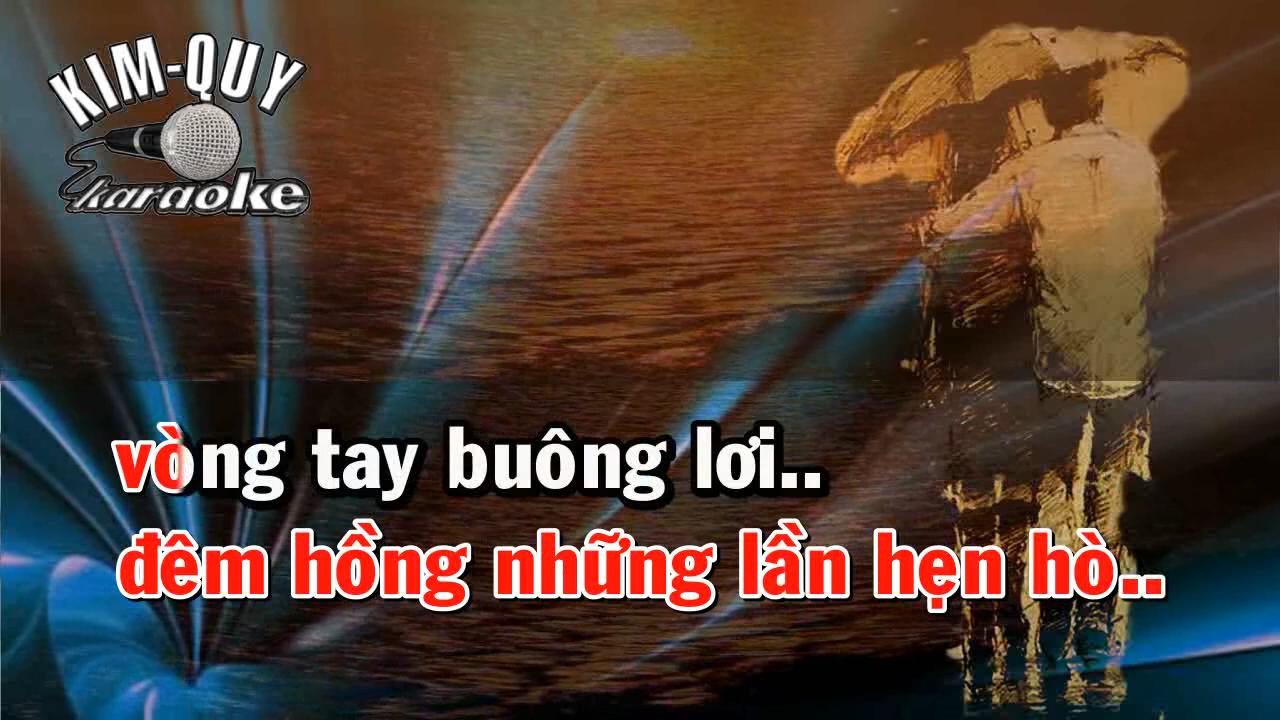 KIM-QUY
karaoke
vòng tay buông lơi..
đêm hồng những lần hẹn hò..